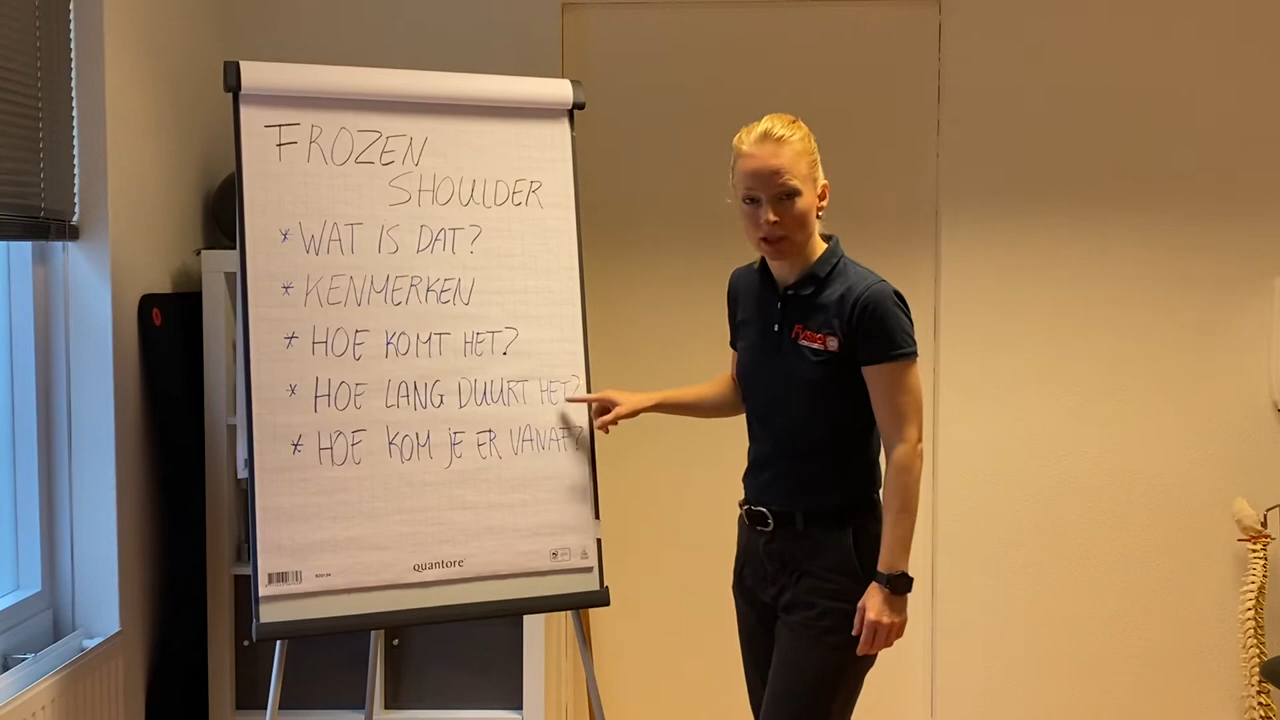 FROZEN
SHOULDER
* WAT IS DAT?
* KENMERKEN
* HOE KOMT HET?
* HOE LANG DUURT HET?
* HOE KOM JE ER VANAF?
quantore
Fysio